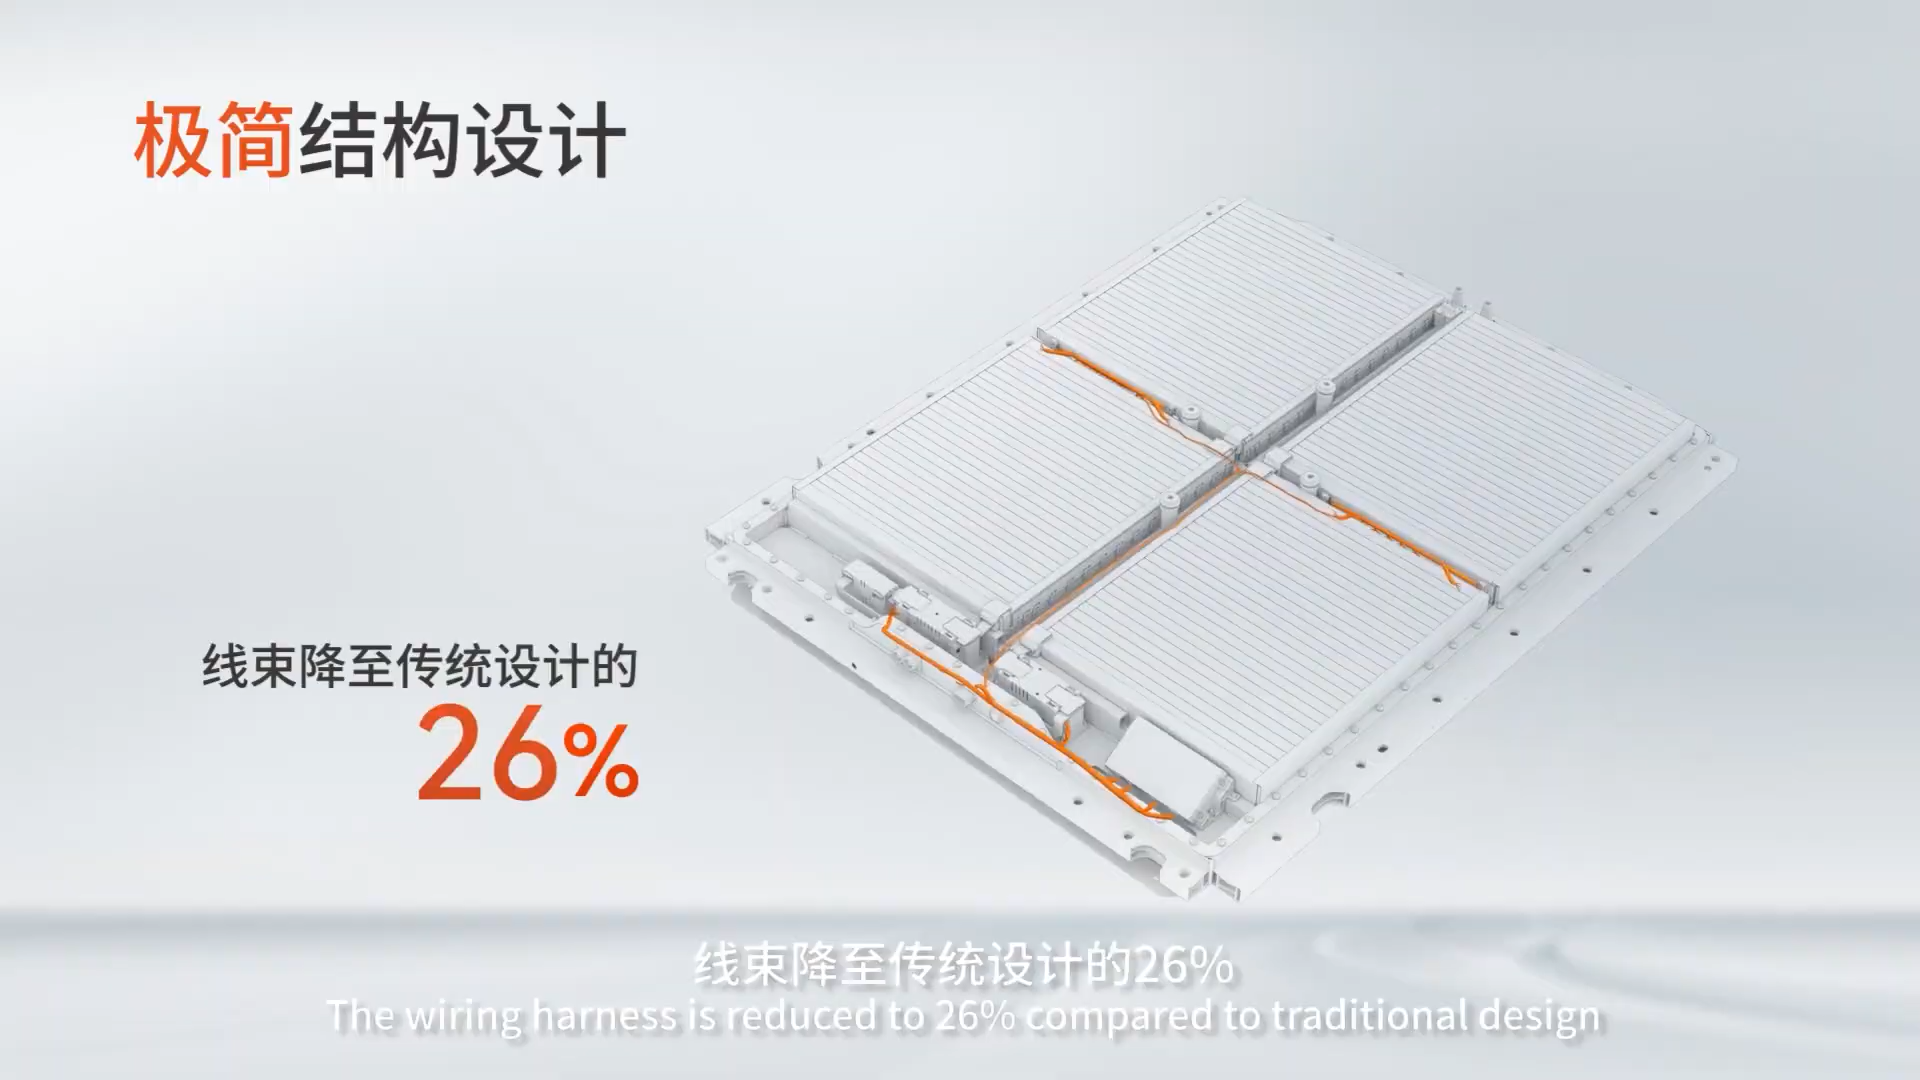 极简结构设计
线束降至传统设计的
26%
线束降至传统设计的26%
The wiring harness is reduced to 26% compared to traditional design